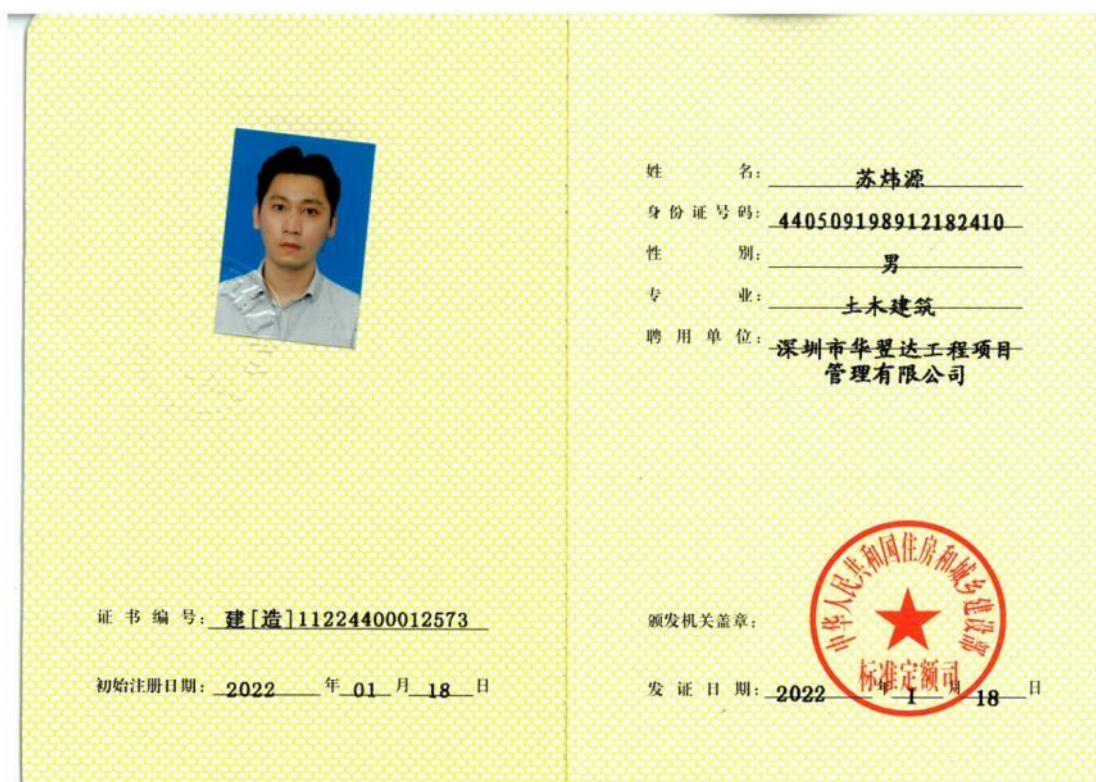 姓 名: 苏炜源
身份证号码: 440509198912182410
性 别: 男
专 业: 土木建筑
聘用单位: 深圳市华翌达工程项目
管理有限公司
证书编号: 建[造]11224400012573
初始注册日期: 2022 年 01 月 18 日
颁发机关盖章:
中华人民共和国住房和城乡建设部
标准定额司
发证日期: 2022 年 1 月 18 日